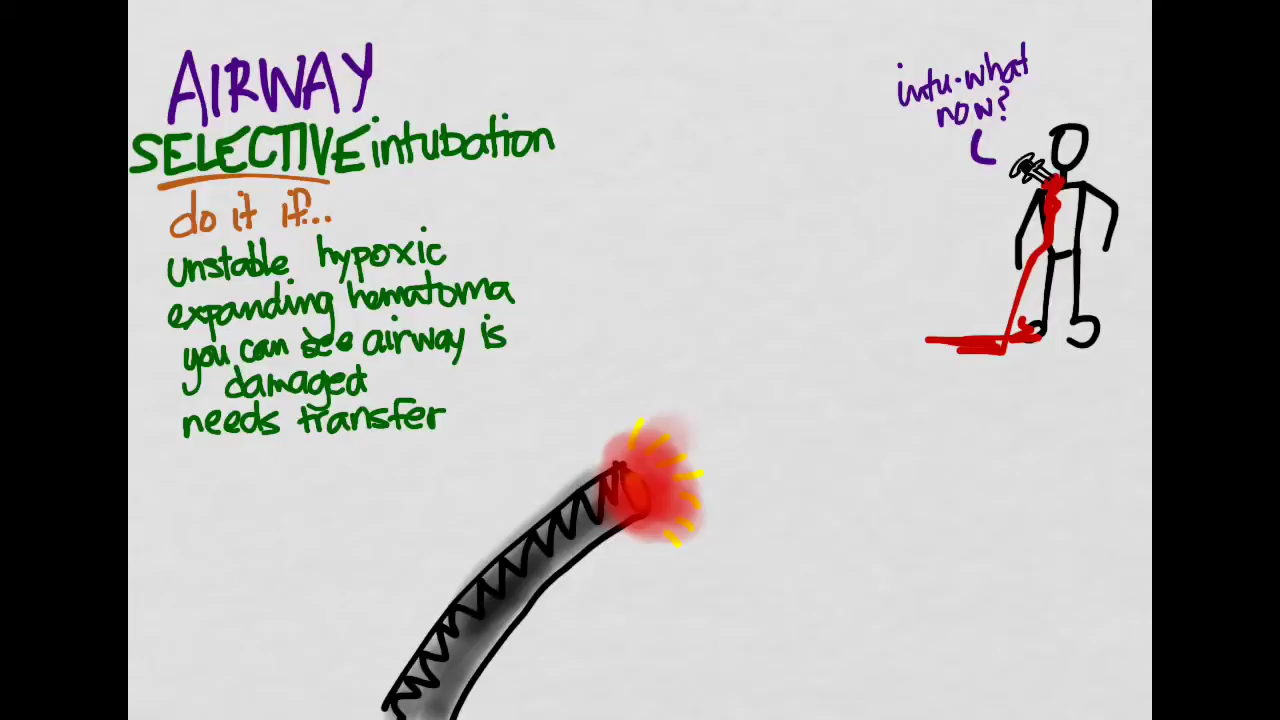 AIRWAY
SELECTIVE intubation
do it if...
unstable hypoxic
expanding hematoma
you can see airway is
damaged
needs transfer
intu-what
now?